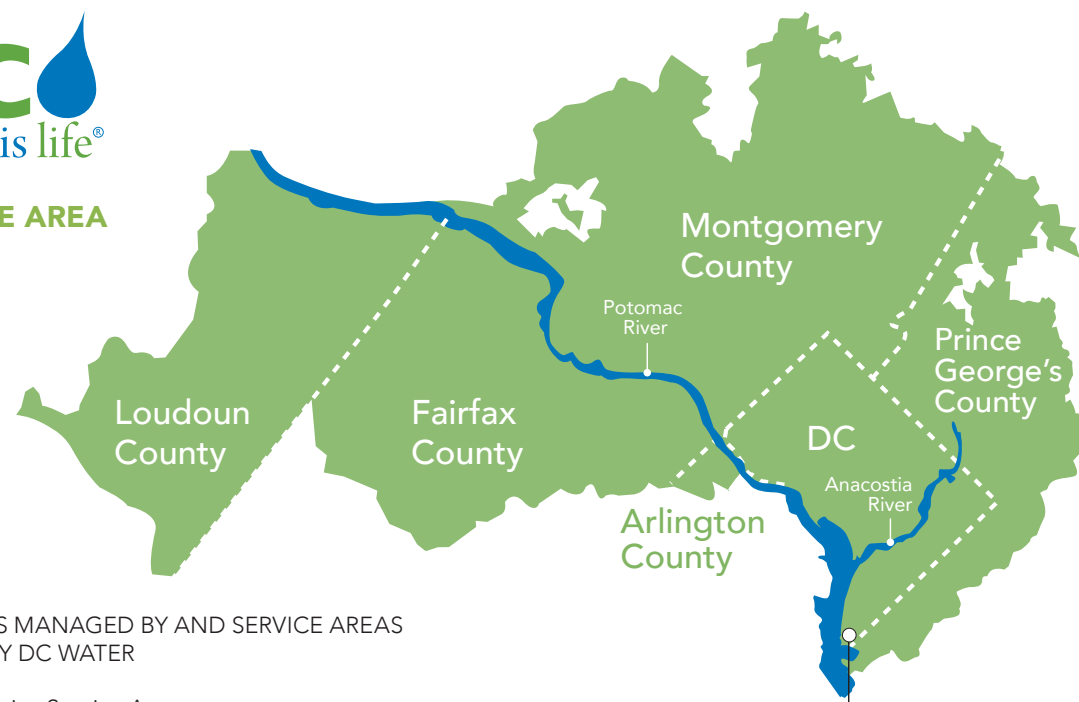 C
is life®
E AREA
Montgomery
County
Potomac
River
Prince
George's
County
Loudoun
County
Fairfax
County
DC
Anacostia
River
Arlington
County
S MANAGED BY AND SERVICE AREAS
Y DC WATER